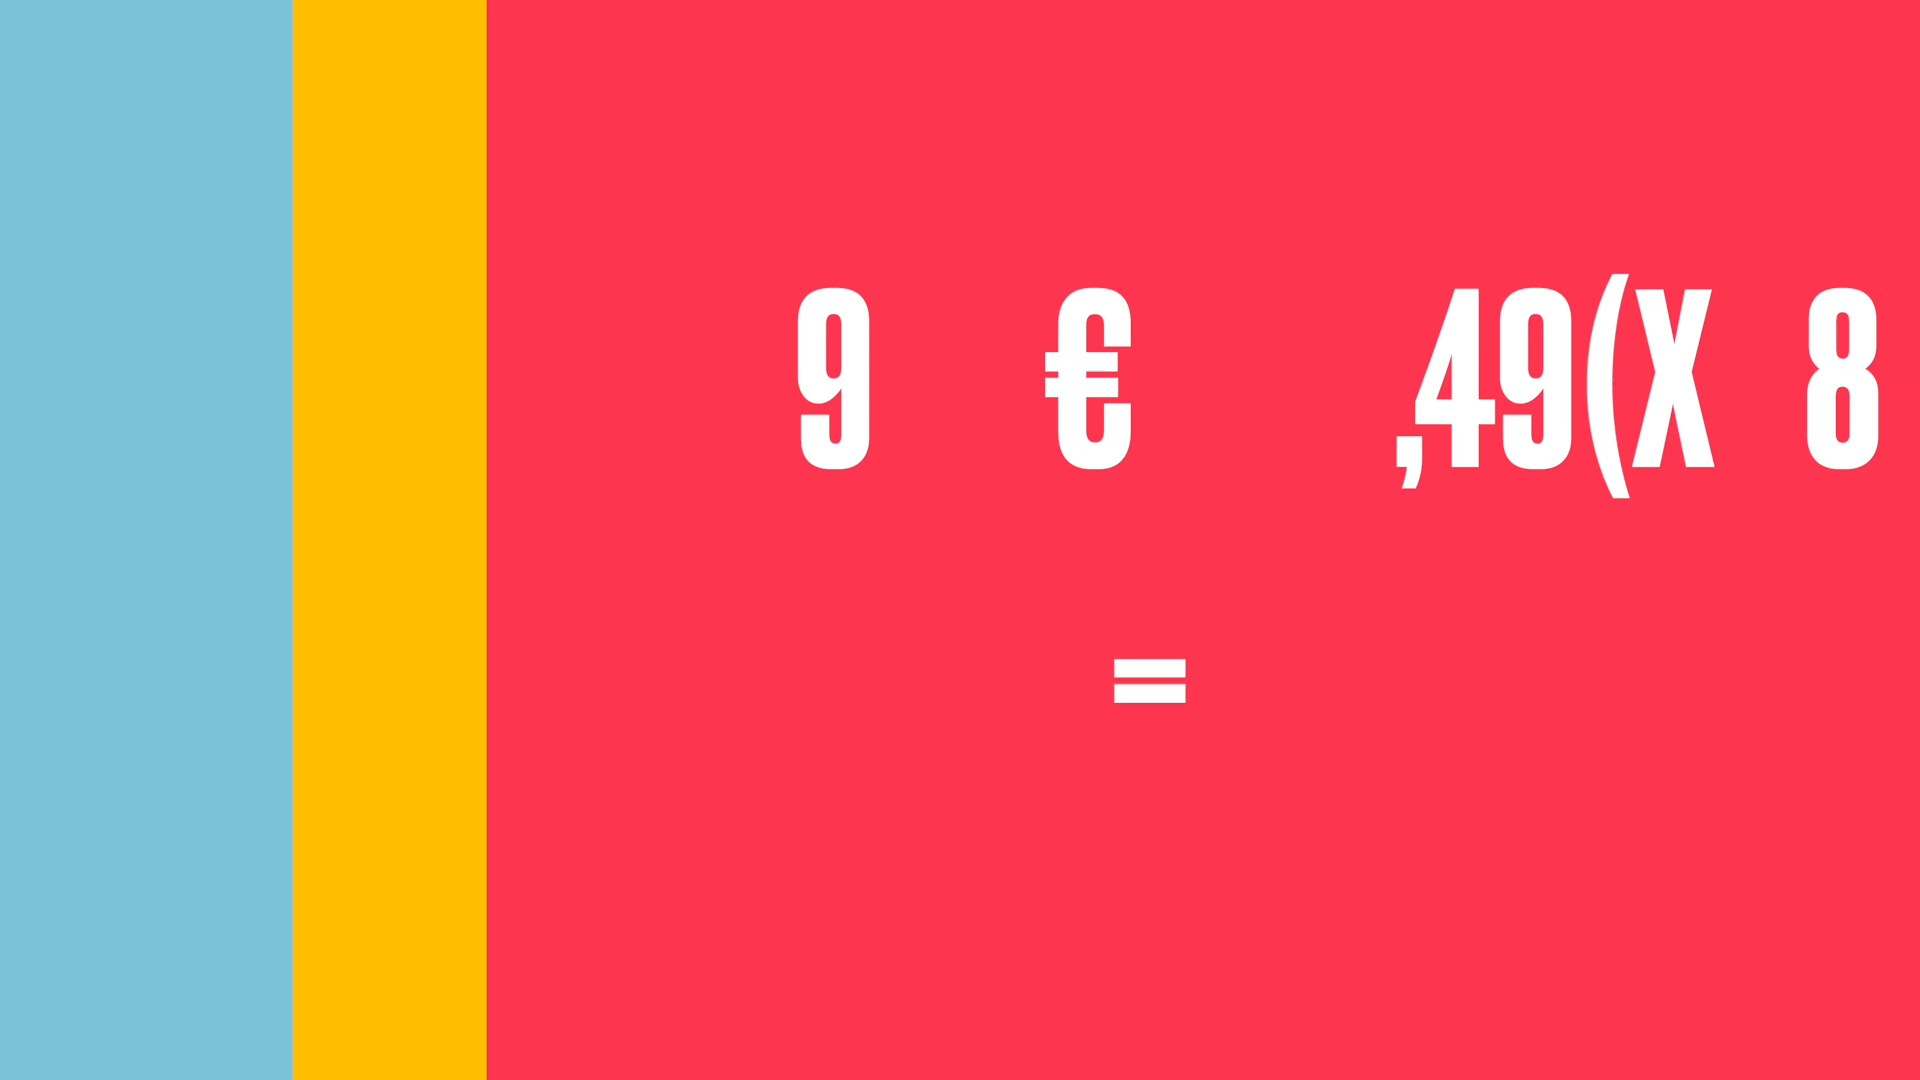 9 € ,49(X 8
=